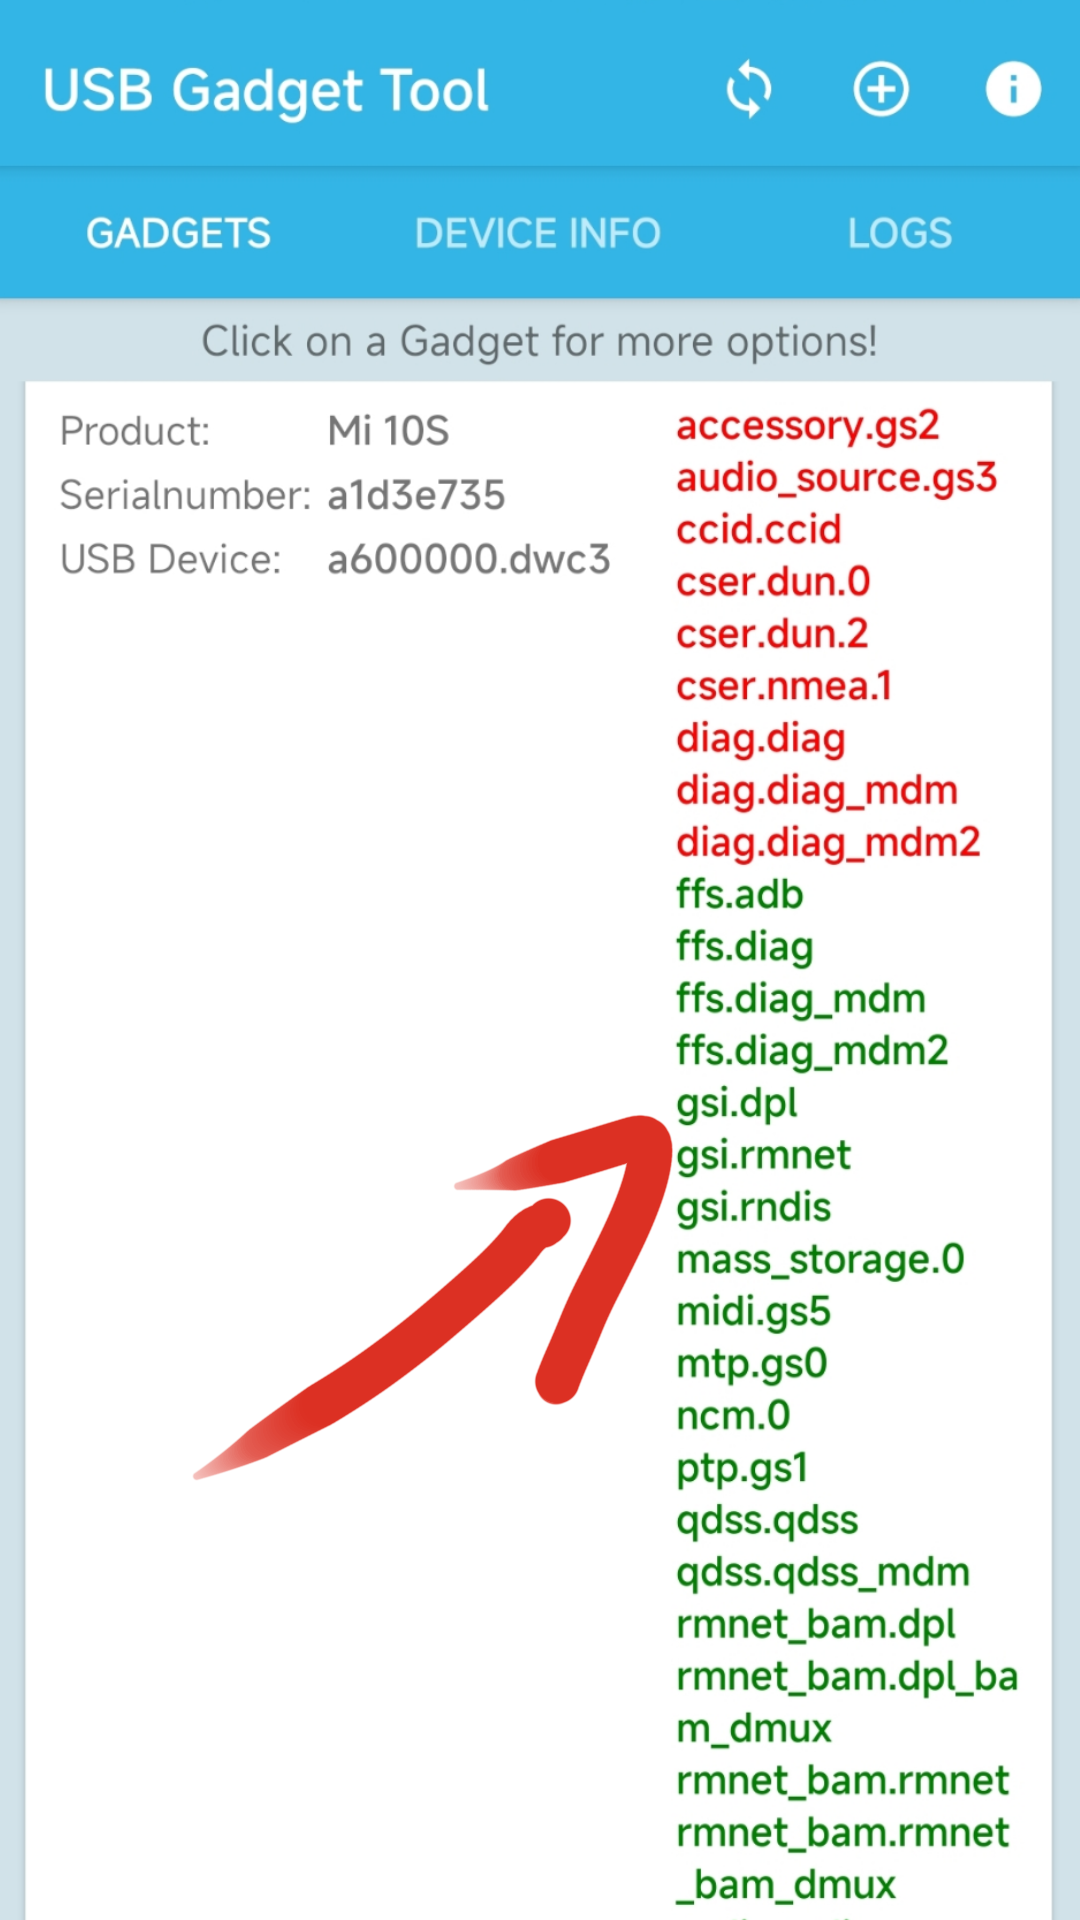 USB Gadget Tool
GADGETS
DEVICE INFO
LOGS
Click on a Gadget for more options!
Product: Mi 10S
Serialnumber: a1d3e735
USB Device: a600000.dwc3
accessory.gs2
audio_source.gs3
ccid.ccid
cser.dun.0
cser.dun.2
cser.nmea.1
diag.diag
diag.diag_mdm
diag.diag_mdm2
ffs.adb
ffs.diag
ffs.diag_mdm
ffs.diag_mdm2
gsi.dpl
gsi.rmnet
gsi.rndis
mass_storage.0
midi.gs5
mtp.gs0
ncm.0
ptp.gs1
qdss.qdss
qdss.qdss_mdm
rmnet_bam.dpl
rmnet_bam.dpl_ba
m_dmux
rmnet_bam.rmnet
rmnet_bam.rmnet
_bam_dmux